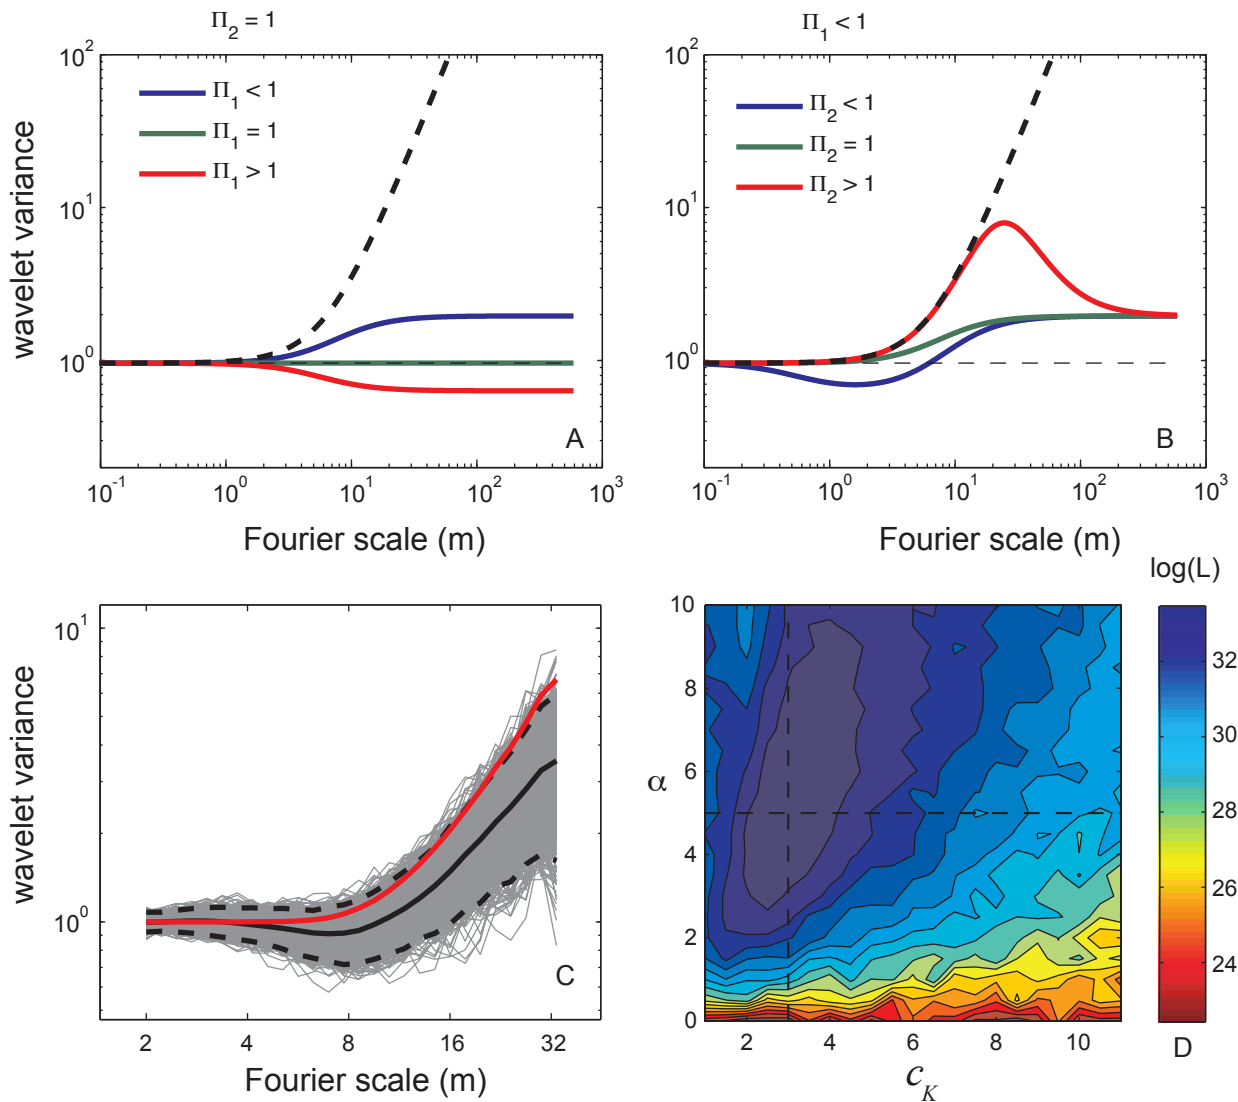 Π2 = 1
10^2
10^1
10^0
wavelet variance
Π1 < 1
Π1 = 1
Π1 > 1
A
10^-1
10^0
10^1
10^2
10^3
Fourier scale (m)
Π1 < 1
10^2
10^1
10^0
Π2 < 1
Π2 = 1
Π2 > 1
B
10^-1
10^0
10^1
10^2
10^3
Fourier scale (m)
10^1
10^0
wavelet variance
C
2
4
8
16
32
Fourier scale (m)
10
8
6
4
2
0
α
2
4
6
8
10
cK
log(L)
32
30
28
26
24
D